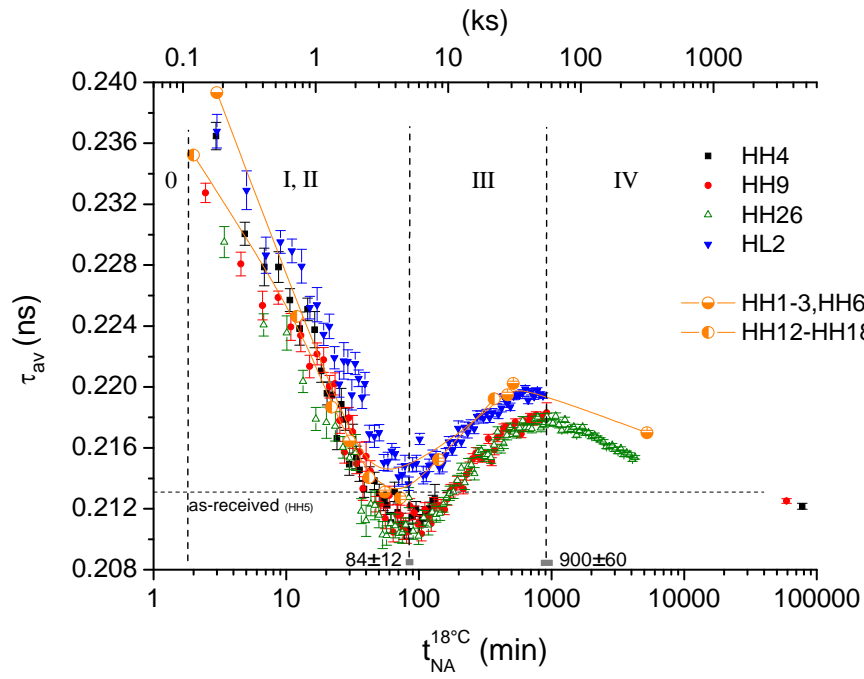 (ks)
0.1 1 10 100 1000
0.240
0.236
0.232
0.228
0.224
0.220
0.216
0.212
0.208
τav (ns)
0 I, II III IV
HH4
HH9
HH26
HL2
HH1-3,HH6
HH12-HH18
as-received (HH5)
84±12 900±60
1 10 100 1000 10000 100000
tNA18°C (min)